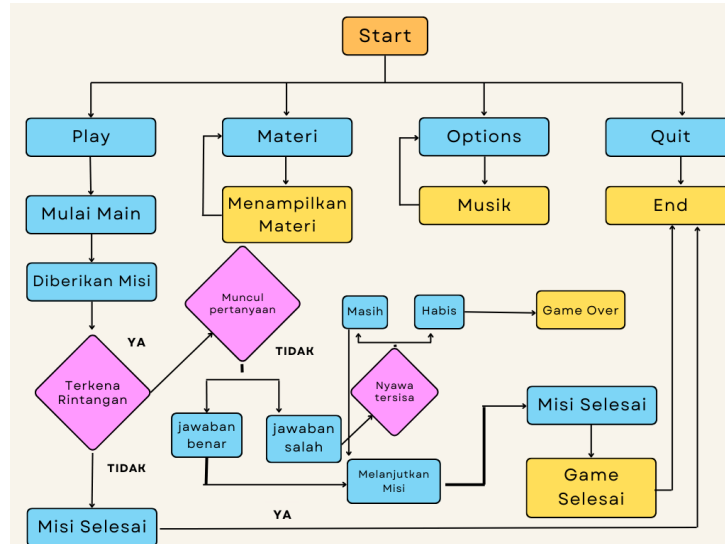 Start
Play
Materi
Options
Quit
Mulai Main
Menampilkan
Materi
Musik
End
Diberikan Misi
Muncul
pertanyaan
Masih
Habis
Game Over
YA
TIDAK
Terkena
Rintangan
Nyawa
tersisa
jawaban
benar
jawaban
salah
Misi Selesai
TIDAK
Melanjutkan
Misi
Game
Selesai
Misi Selesai
YA